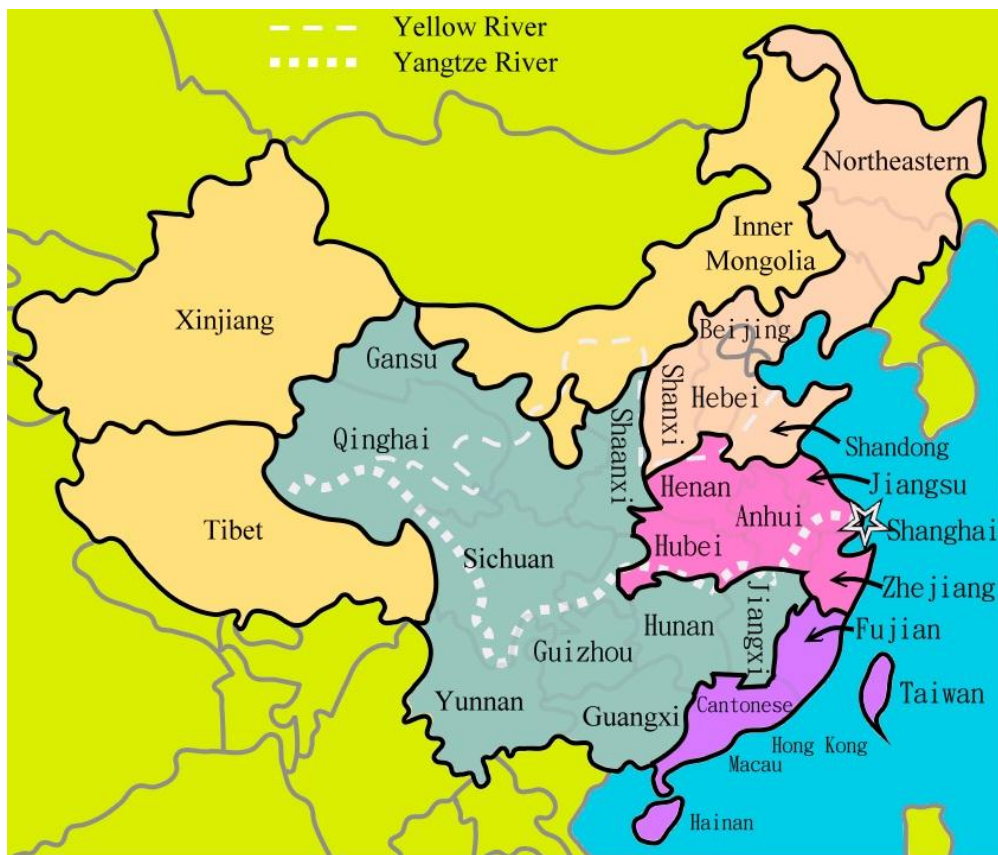 Yellow River
Yangtze River
Northeastern
Inner
Mongolia
Xinjiang
Beijing
Gansu
Shanxi
Hebei
Shaanxi
Qinghai
Shandong
Henan
Jiangsu
Anhui
Tibet
Shanghai
Hubei
Sichuan
Zhejiang
Jiangxi
Hunan
Fujian
Guizhou
Taiwan
Yunnan
Cantonese
Guangxi
Hong Kong
Macau
Hainan